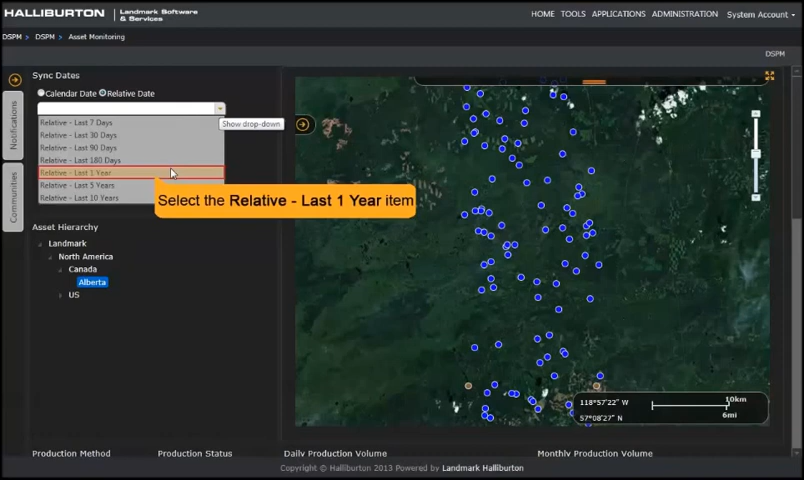 HALLIBURTON Landmark Software & Services
HOME TOOLS APPLICATIONS ADMINISTRATION System Account
DSPM > DSPM > Asset Monitoring
DSPM
Sync Dates
Calendar Date Relative Date
Show drop-down
Relative - Last 7 Days
Relative - Last 30 Days
Relative - Last 90 Days
Relative - Last 180 Days
Relative - Last 1 Year
Relative - Last 5 Years
Relative - Last 10 Years
Select the Relative - Last 1 Year item
Notifications
Communities
Asset Hierarchy
Landmark
North America
Canada
Alberta
US
118°57'22" W
57°08'27" N
10km
6mi
Production Method Production Status Daily Production Volume Monthly Production Volume
Copyright © Halliburton 2013 Powered by Landmark Halliburton